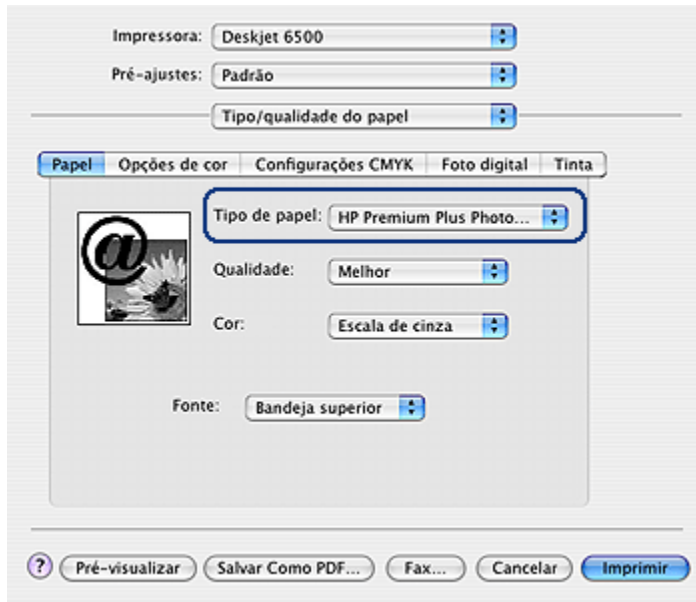 Impressora: Deskjet 6500
Pré-ajustes: Padrão
Tipo/qualidade do papel
Papel Opções de cor Configurações CMYK Foto digital Tinta
Tipo de papel: HP Premium Plus Photo...
@
Qualidade: Melhor
Cor: Escala de cinza
Fonte: Bandeja superior
? Pré-visualizar Salvar Como PDF... Fax... Cancelar Imprimir